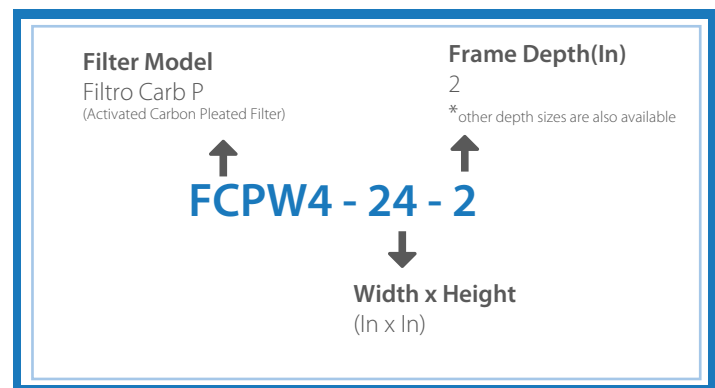 Filter Model
Filtro Carb P
(Activated Carbon Pleated Filter)
Frame Depth(In)
2
*other depth sizes are also available
FCPW4 - 24 - 2
Width x Height
(In x In)